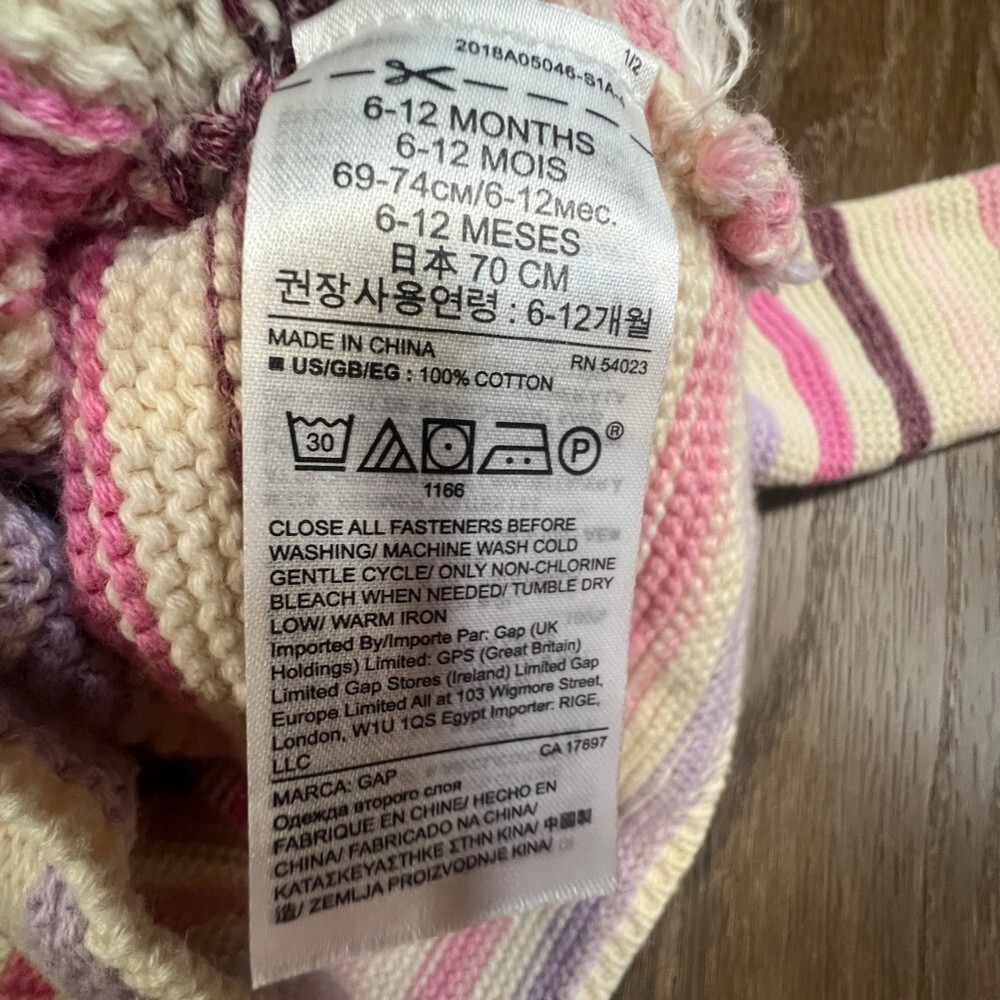 1/2
2018A05046-S1A-
6-12 MONTHS
6-12 MOIS
69-74см/6-12мес.
6-12 MESES
日本 70 CM
권장사용연령 : 6-12개월
MADE IN CHINA
RN 54023
■ US/GB/EG : 100% COTTON
30
P
®
1166
CLOSE ALL FASTENERS BEFORE
WASHING/ MACHINE WASH COLD
GENTLE CYCLE/ ONLY NON-CHLORINE
BLEACH WHEN NEEDED/ TUMBLE DRY
LOW/ WARM IRON
Imported By/Importe Par: Gap (UK
Holdings) Limited: GPS (Great Britain)
Limited Gap Stores (Ireland) Limited Gap
Europe Limited All at 103 Wigmore Street,
London, W1U 1QS Egypt Importer: RIGE,
LLC
CA 17897
MARCA: GAP
Одежда второго слоя
FABRIQUE EN CHINE/ HECHO EN
CHINA/ FABRICADO NA CHINA/
ΚΑΤΑΣΚΕΥΑΣΤΗΚΕ ΣΤΗΝ ΚΙΝΑ/ 中國製
造/ ZEMLJA PROIZVODNJE KINA/